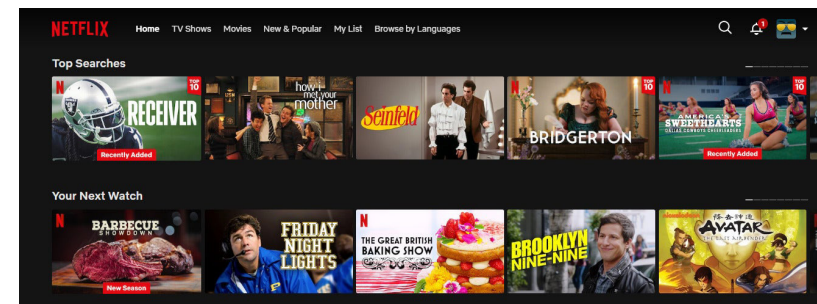 NETFLIX Home TV Shows Movies New & Popular My List Browse by Languages 1
Top Searches
N TOP 10 RECEIVER Recently Added
how i met your mother
Seinfeld
N TOP 10 BRIDGERTON
N TOP 10 AMERICA'S SWEETHEARTS DALLAS COWBOYS CHEERLEADERS Recently Added
Your Next Watch
N BARBECUE SHOWDOWN New Season
FRIDAY NIGHT LIGHTS
N THE GREAT BRITISH BAKING SHOW
BROOKLYN NINE-NINE
nickelodeon AVATAR THE LAST AIRBENDER